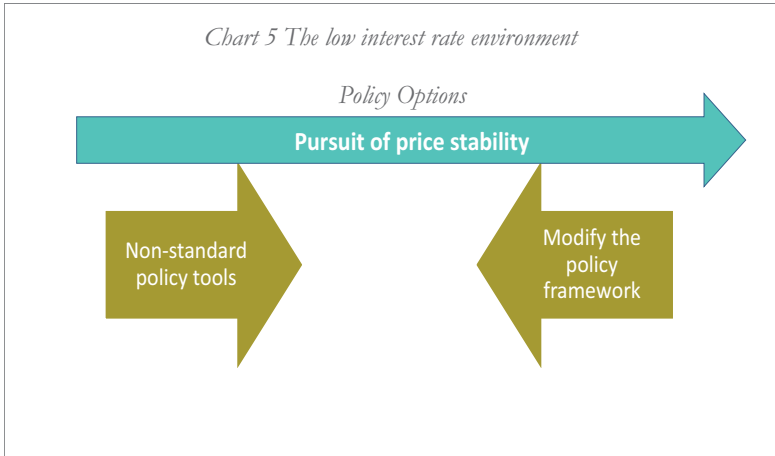 Chart 5 The low interest rate environment
Policy Options
Pursuit of price stability
Non-standard
policy tools
Modify the
policy
framework